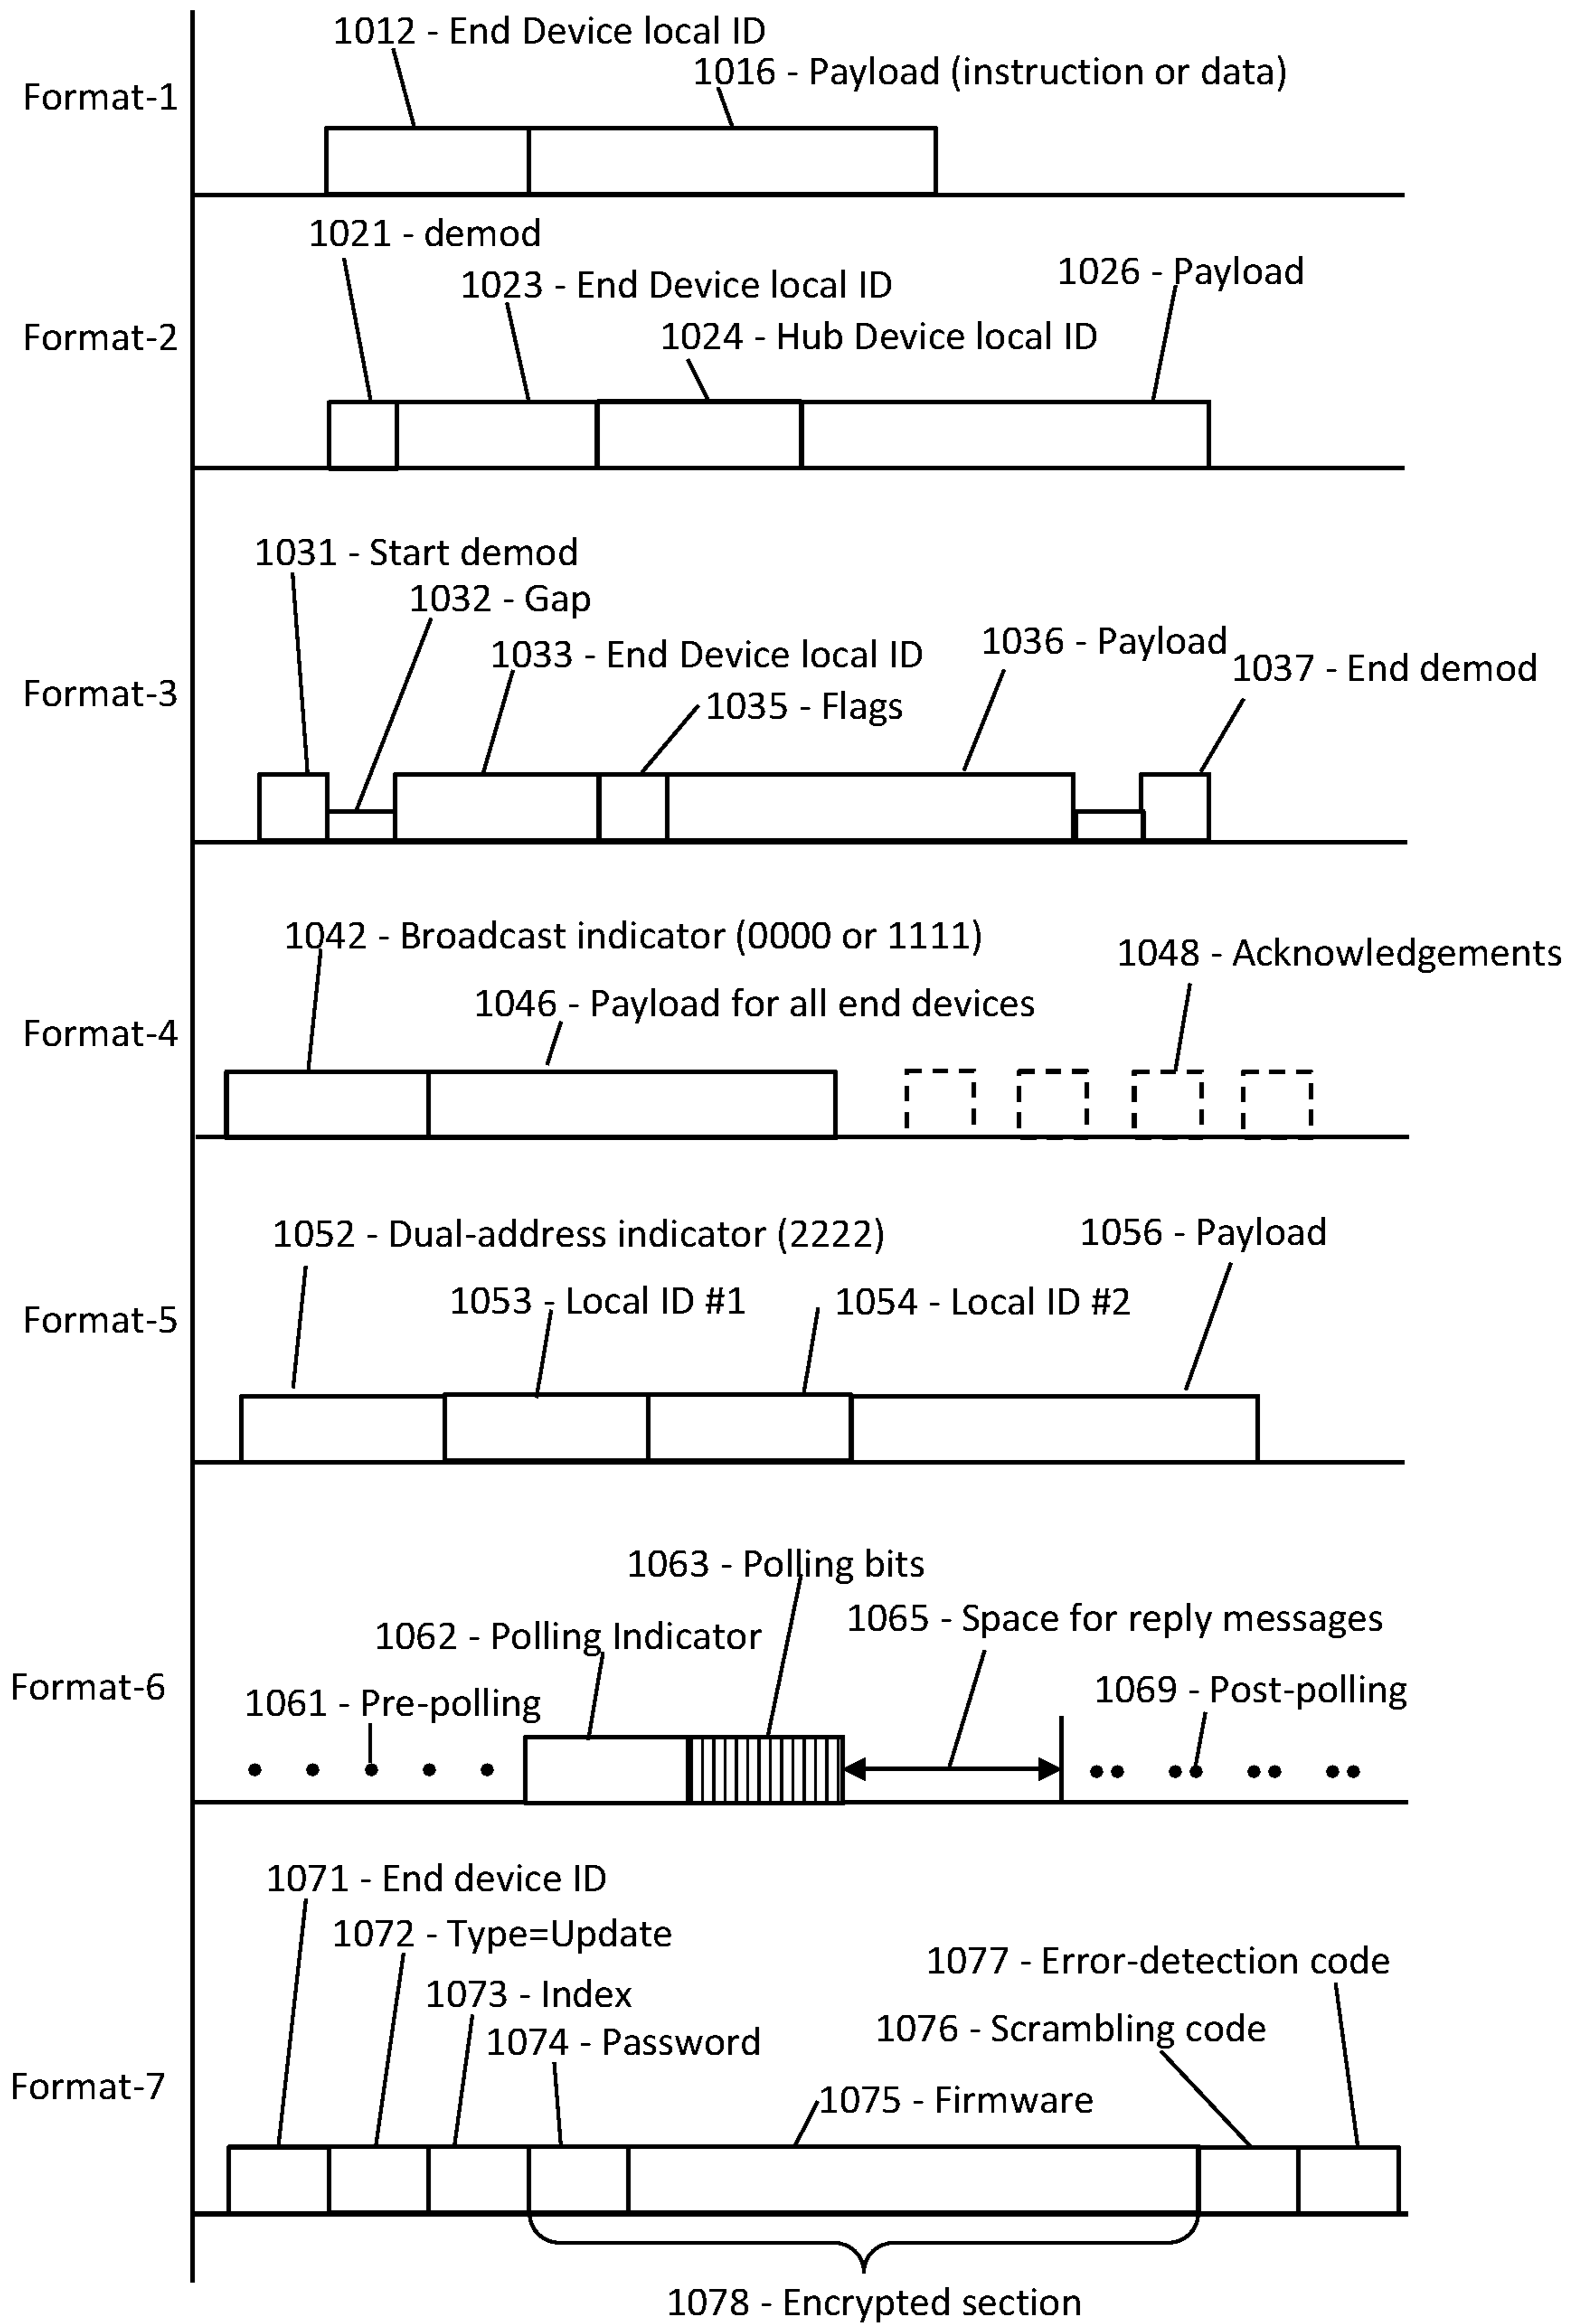 1012 - End Device local ID
1016 - Payload (instruction or data)
Format-1
1021 - demod
1026 - Payload
1023 - End Device local ID
1024 - Hub Device local ID
Format-2
1031 - Start demod
1032 - Gap
1036 - Payload
1033 - End Device local ID
1037 - End demod
Format-3
1035 - Flags
1042 - Broadcast indicator (0000 or 1111)
1048 - Acknowledgements
1046 - Payload for all end devices
Format-4
1052 - Dual-address indicator (2222)
1056 - Payload
1053 - Local ID #1
1054 - Local ID #2
Format-5
1063 - Polling bits
1065 - Space for reply messages
1062 - Polling Indicator
Format-6
1061 - Pre-polling
1069 - Post-polling
1071 - End device ID
1072 - Type=Update
1077 - Error-detection code
1073 - Index
1076 - Scrambling code
1074 - Password
Format-7
1075 - Firmware
1078 - Encrypted section